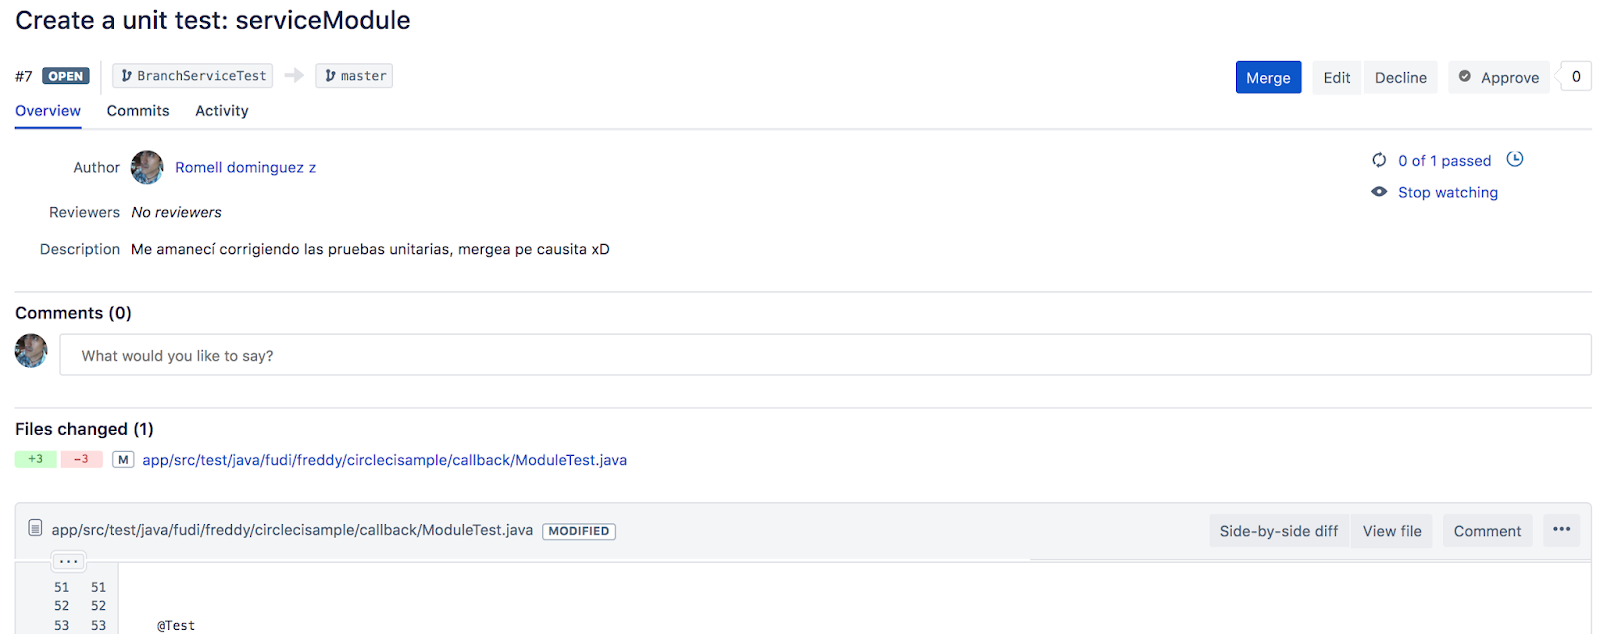 Create a unit test: serviceModule
#7 OPEN BranchServiceTest master Merge Edit Decline Approve 0
Overview Commits Activity
Author Romell dominguez z
0 of 1 passed
Stop watching
Reviewers No reviewers
Description Me amanecí corrigiendo las pruebas unitarias, mergea pe causita xD
Comments (0)
What would you like to say?
Files changed (1)
+3 -3 M app/src/test/java/fudi/freddy/circlecisample/callback/ModuleTest.java
app/src/test/java/fudi/freddy/circlecisample/callback/ModuleTest.java MODIFIED Side-by-side diff View file Comment •••
...
51 51
52 52
53 53 @Test